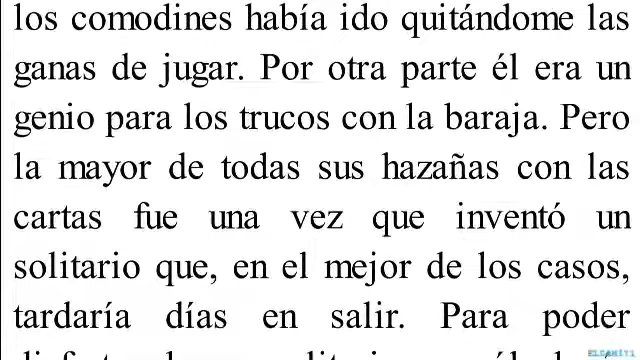 los comodines había ido quitándome las
ganas de jugar. Por otra parte él era un
genio para los trucos con la baraja. Pero
la mayor de todas sus hazañas con las
cartas fue una vez que inventó un
solitario que, en el mejor de los casos,
tardaría días en salir. Para poder